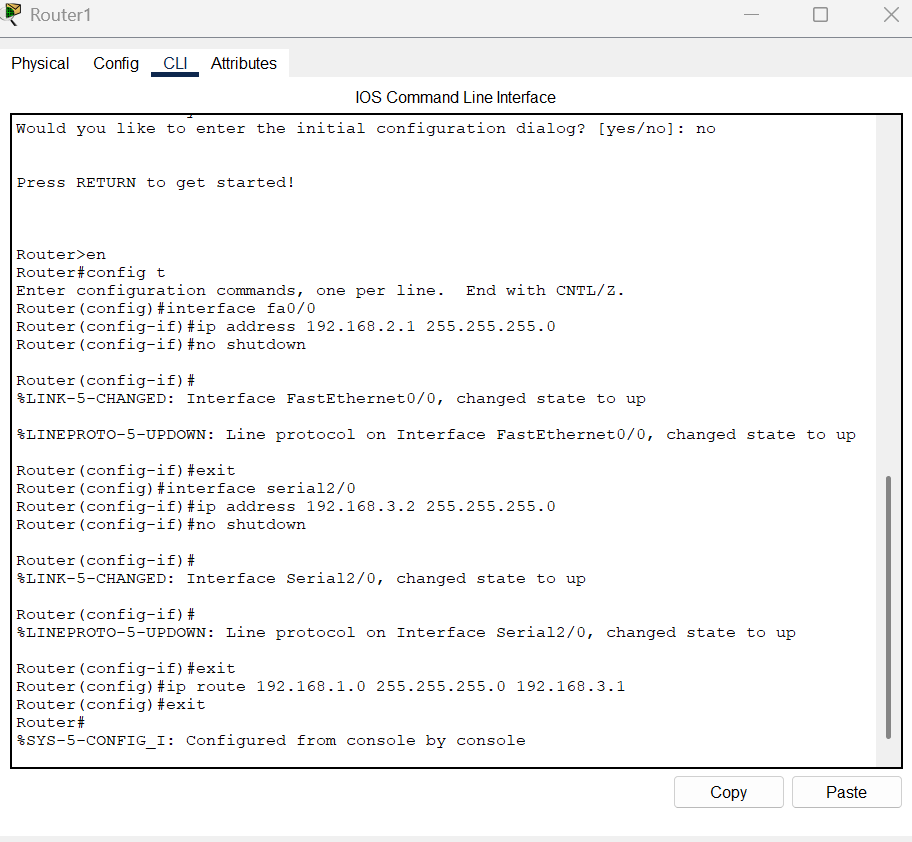 Router1
Physical Config CLI Attributes
IOS Command Line Interface
Would you like to enter the initial configuration dialog? [yes/no]: no
Press RETURN to get started!
Router>en
Router#config t
Enter configuration commands, one per line.  End with CNTL/Z.
Router(config)#interface fa0/0
Router(config-if)#ip address 192.168.2.1 255.255.255.0
Router(config-if)#no shutdown
Router(config-if)#
%LINK-5-CHANGED: Interface FastEthernet0/0, changed state to up
%LINEPROTO-5-UPDOWN: Line protocol on Interface FastEthernet0/0, changed state to up
Router(config-if)#exit
Router(config)#interface serial2/0
Router(config-if)#ip address 192.168.3.2 255.255.255.0
Router(config-if)#no shutdown
Router(config-if)#
%LINK-5-CHANGED: Interface Serial2/0, changed state to up
Router(config-if)#
%LINEPROTO-5-UPDOWN: Line protocol on Interface Serial2/0, changed state to up
Router(config-if)#exit
Router(config)#ip route 192.168.1.0 255.255.255.0 192.168.3.1
Router(config)#exit
Router#
%SYS-5-CONFIG_I: Configured from console by console
Copy Paste